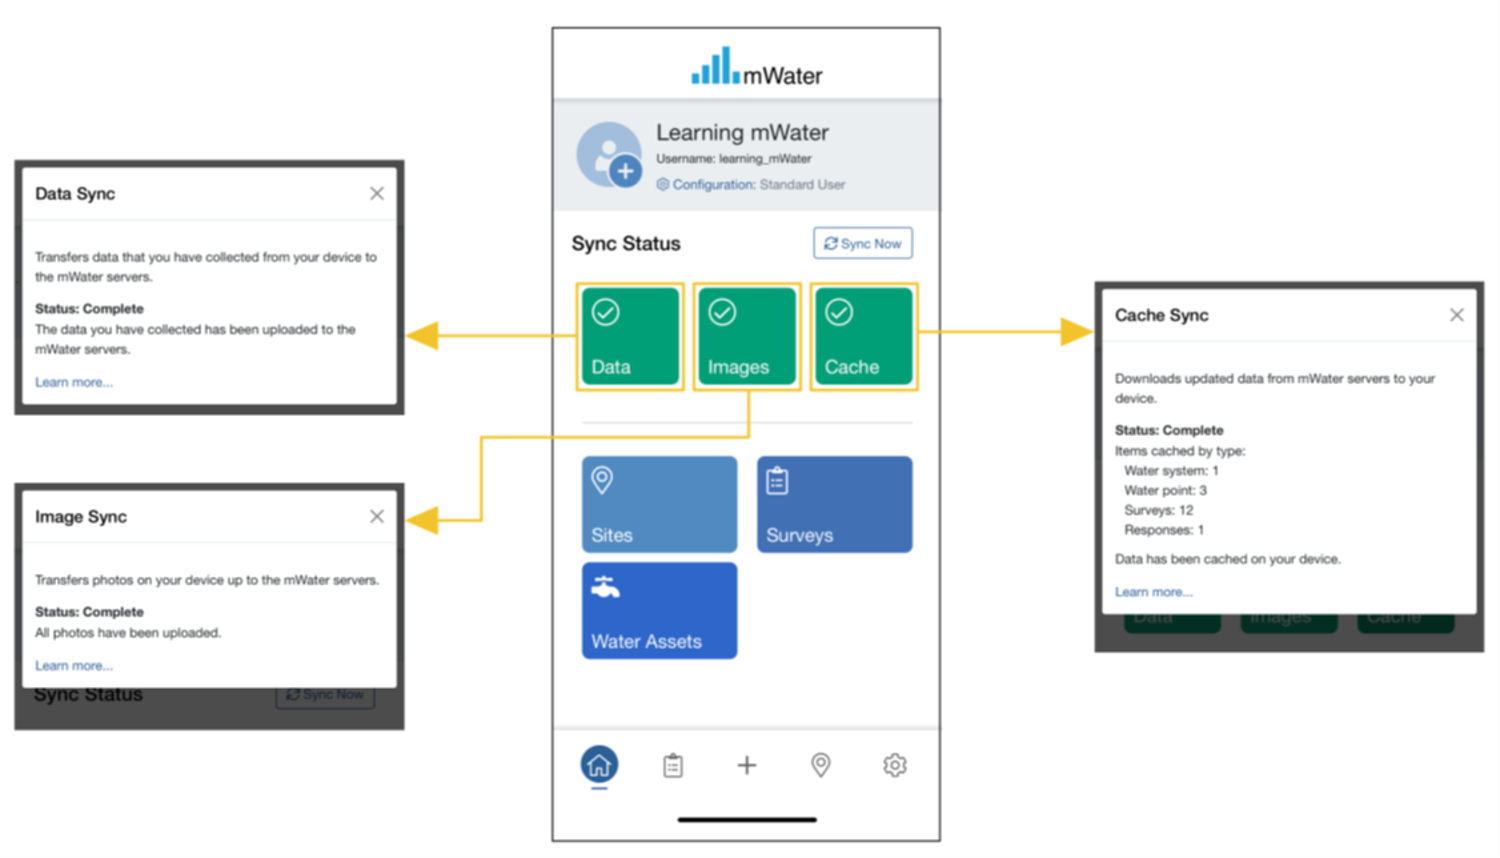 mWater
Learning mWater
Username: learning_mWater
Configuration: Standard User
Sync Status
Sync Now
Data
Images
Cache
Sites
Surveys
Water Assets
Data Sync
Transfers data that you have collected from your device to
the mWater servers.
Status: Complete
The data you have collected has been uploaded to the
mWater servers.
Learn more...
Image Sync
Transfers photos on your device up to the mWater servers.
Status: Complete
All photos have been uploaded.
Learn more...
Sync Status
Sync Now
Cache Sync
Downloads updated data from mWater servers to your
device.
Status: Complete
Items cached by type:
Water system: 1
Water point: 3
Surveys: 12
Responses: 1
Data has been cached on your device.
Learn more...
Data
Images
Cache